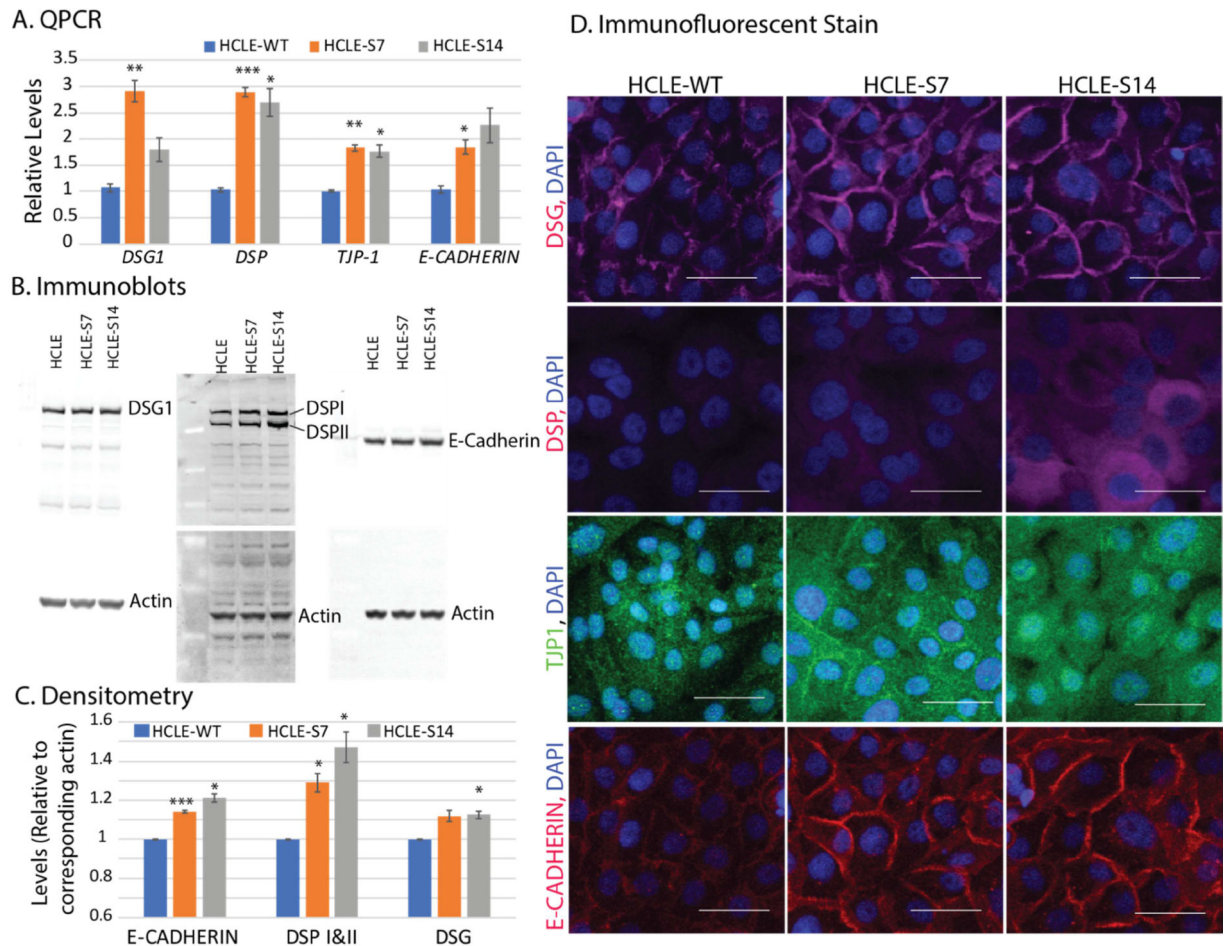 A. QPCR
HCLE-WT HCLE-S7 HCLE-S14
Relative Levels
3.5
3
2.5
2
1.5
1
0.5
0
** *** * ** * *
DSG1 DSP TJP-1 E-CADHERIN
B. Immunoblots
HCLE HCLE-S7 HCLE-S14
HCLE HCLE-S7 HCLE-S14
HCLE HCLE-S7 HCLE-S14
DSG1
DSPI
DSPII
E-Cadherin
Actin
Actin
Actin
C. Densitometry
HCLE-WT HCLE-S7 HCLE-S14
Levels (Relative to
corresponding actin)
1.6
1.4
1.2
1
0.8
0.6
*** * * * *
E-CADHERIN DSP I&II DSG
D. Immunofluorescent Stain
HCLE-WT HCLE-S7 HCLE-S14
DSG, DAPI
DSP, DAPI
TJP1, DAPI
E-CADHERIN, DAPI